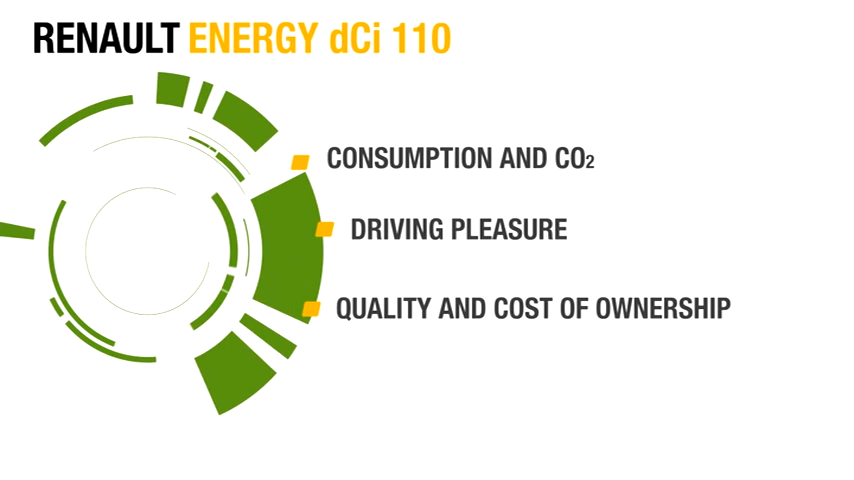 RENAULT ENERGY dCi 110
CONSUMPTION AND CO₂
DRIVING PLEASURE
QUALITY AND COST OF OWNERSHIP